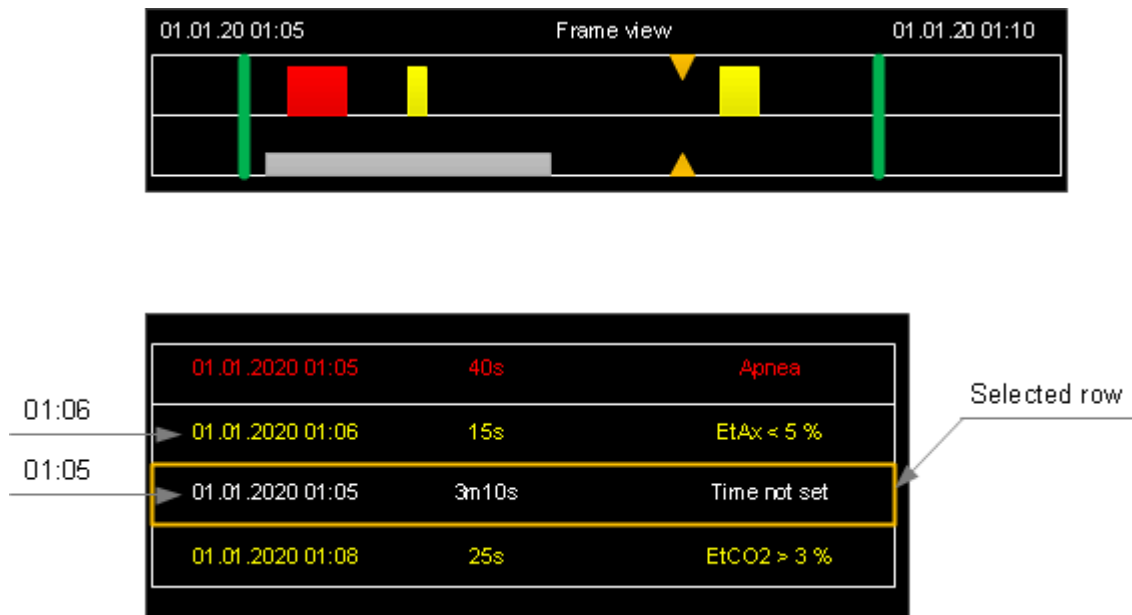 01.01.20 01:05 Frame view 01.01.20 01:10
01.01.2020 01:05 40s Apnea
Selected row
01:06
01.01.2020 01:06 15s EtAx < 5 %
01:05
01.01.2020 01:05 3m10s Time not set
01.01.2020 01:08 25s EtCO2 > 3 %